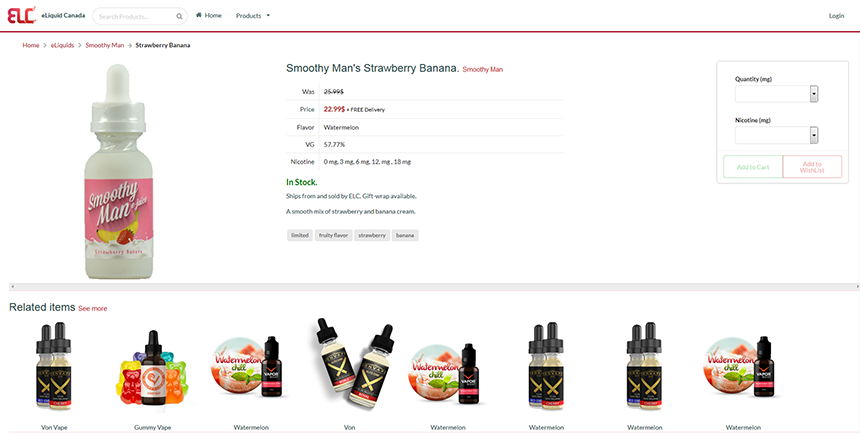 ELC eLiquid Canada Search Products... Home Products Login
Home > eLiquids > Smoothy Man > Strawberry Banana
Smoothy Man's Strawberry Banana. Smoothy Man
Was 25.99$
Price 22.99$ + FREE Delivery
Flavor Watermelon
VG 57.77%
Nicotine 0 mg, 3 mg, 6 mg, 12, mg , 18 mg
In Stock.
Ships from and sold by ELC. Gift-wrap available.
A smooth mix of strawberry and banana cream.
limited fruity flavor strawberry banana
Quantity (mg)
Nicotine (mg)
Add to Cart
Add to
WishList
Smoothy
Man e-juice
Strawberry Banana
Related items See more
Watermelon
chill
VAPOR
Watermelon
chill
VAPOR
Watermelon
chill
VAPOR
Von Vape Gummy Vape Watermelon Von Watermelon Watermelon Watermelon Watermelon